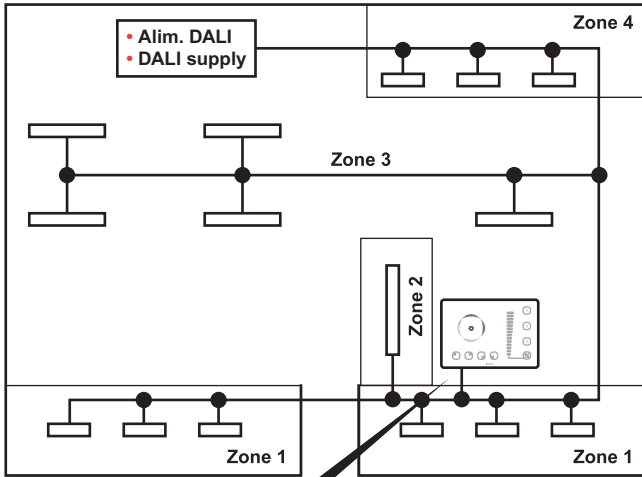 Zone 4
• Alim. DALI
• DALI supply
Zone 3
Zone 2
Zone 1
Zone 1